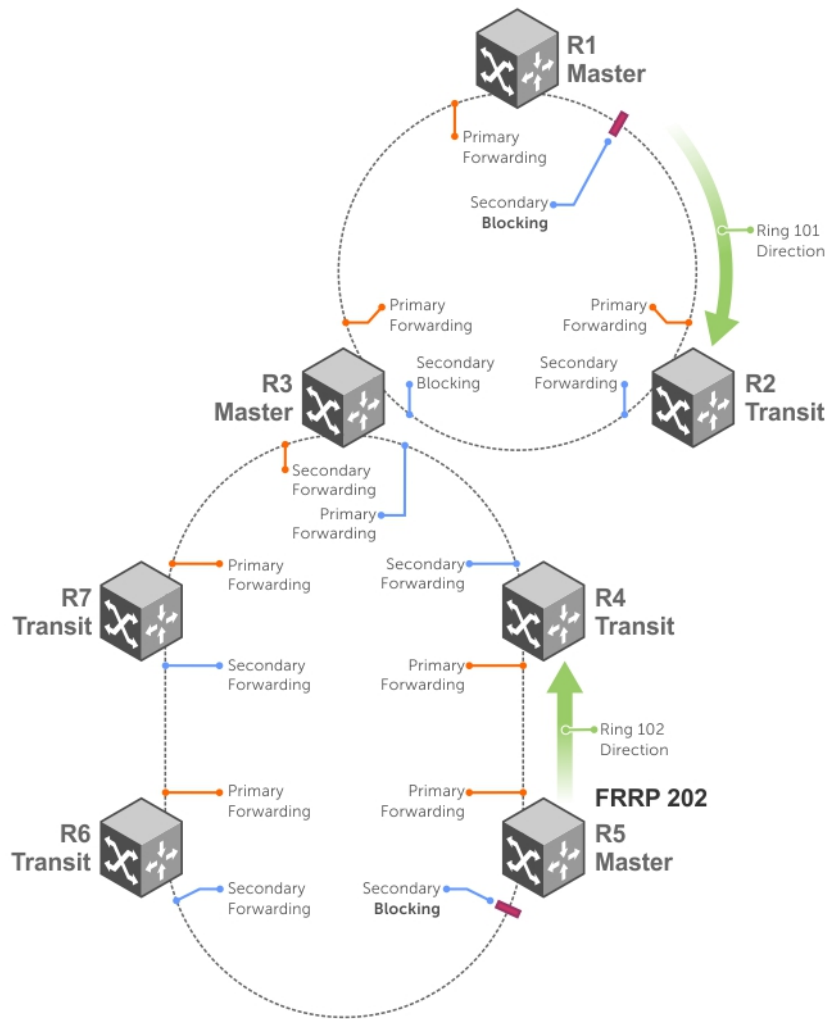 R1
Master
Primary
Forwarding
Secondary
Blocking
Ring 101
Direction
Primary
Forwarding
Primary
Forwarding
R3
Master
Secondary
Blocking
Secondary
Forwarding
R2
Transit
Secondary
Forwarding
Primary
Forwarding
R7
Transit
Primary
Forwarding
Secondary
Forwarding
R4
Transit
Secondary
Forwarding
Primary
Forwarding
Ring 102
Direction
FRRP 202
R6
Transit
Primary
Forwarding
Primary
Forwarding
R5
Master
Secondary
Forwarding
Secondary
Blocking